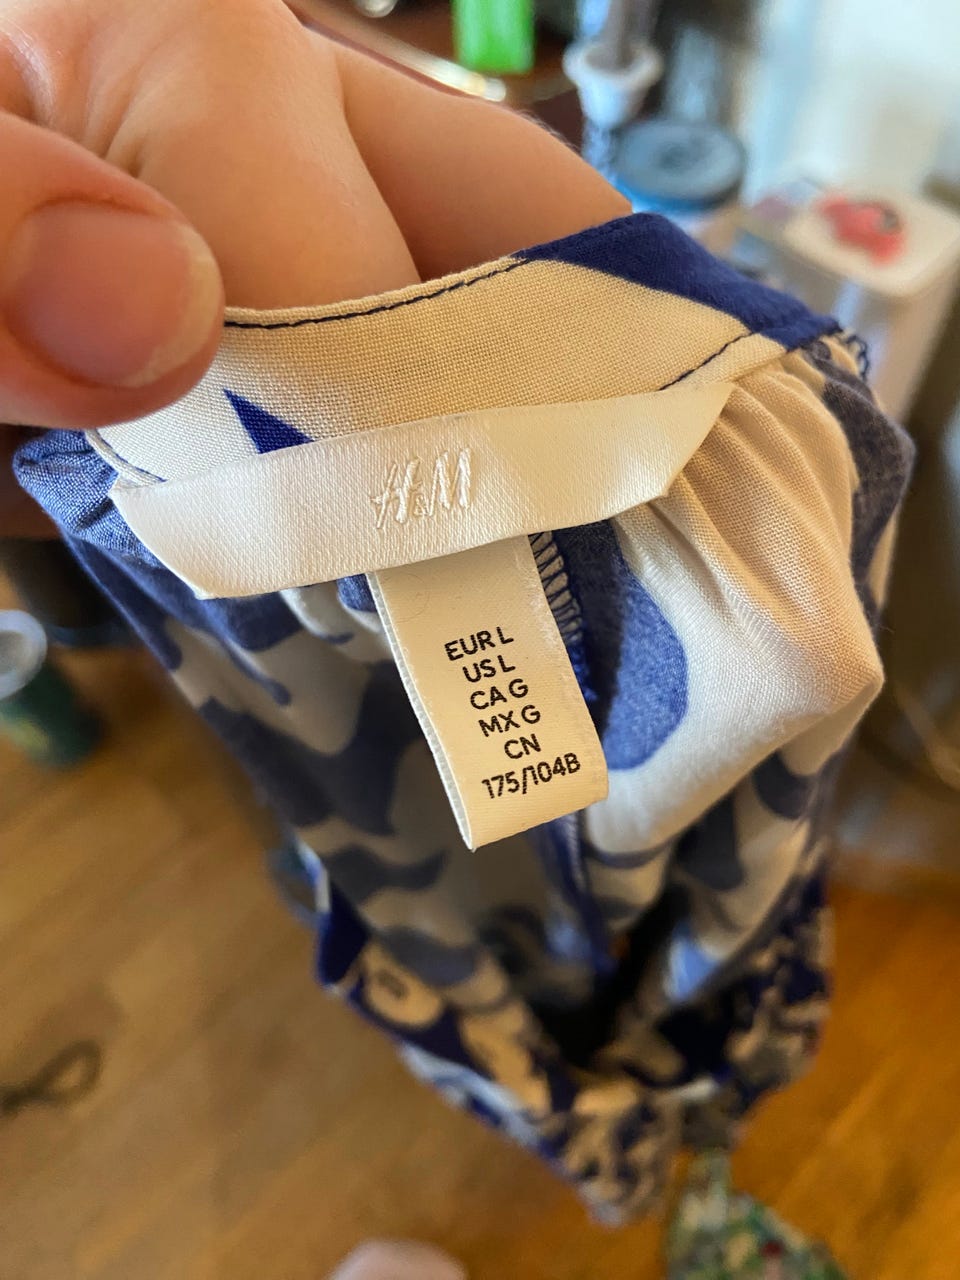 H&M
EUR L
US L
CA G
MX G
CN
175/104B